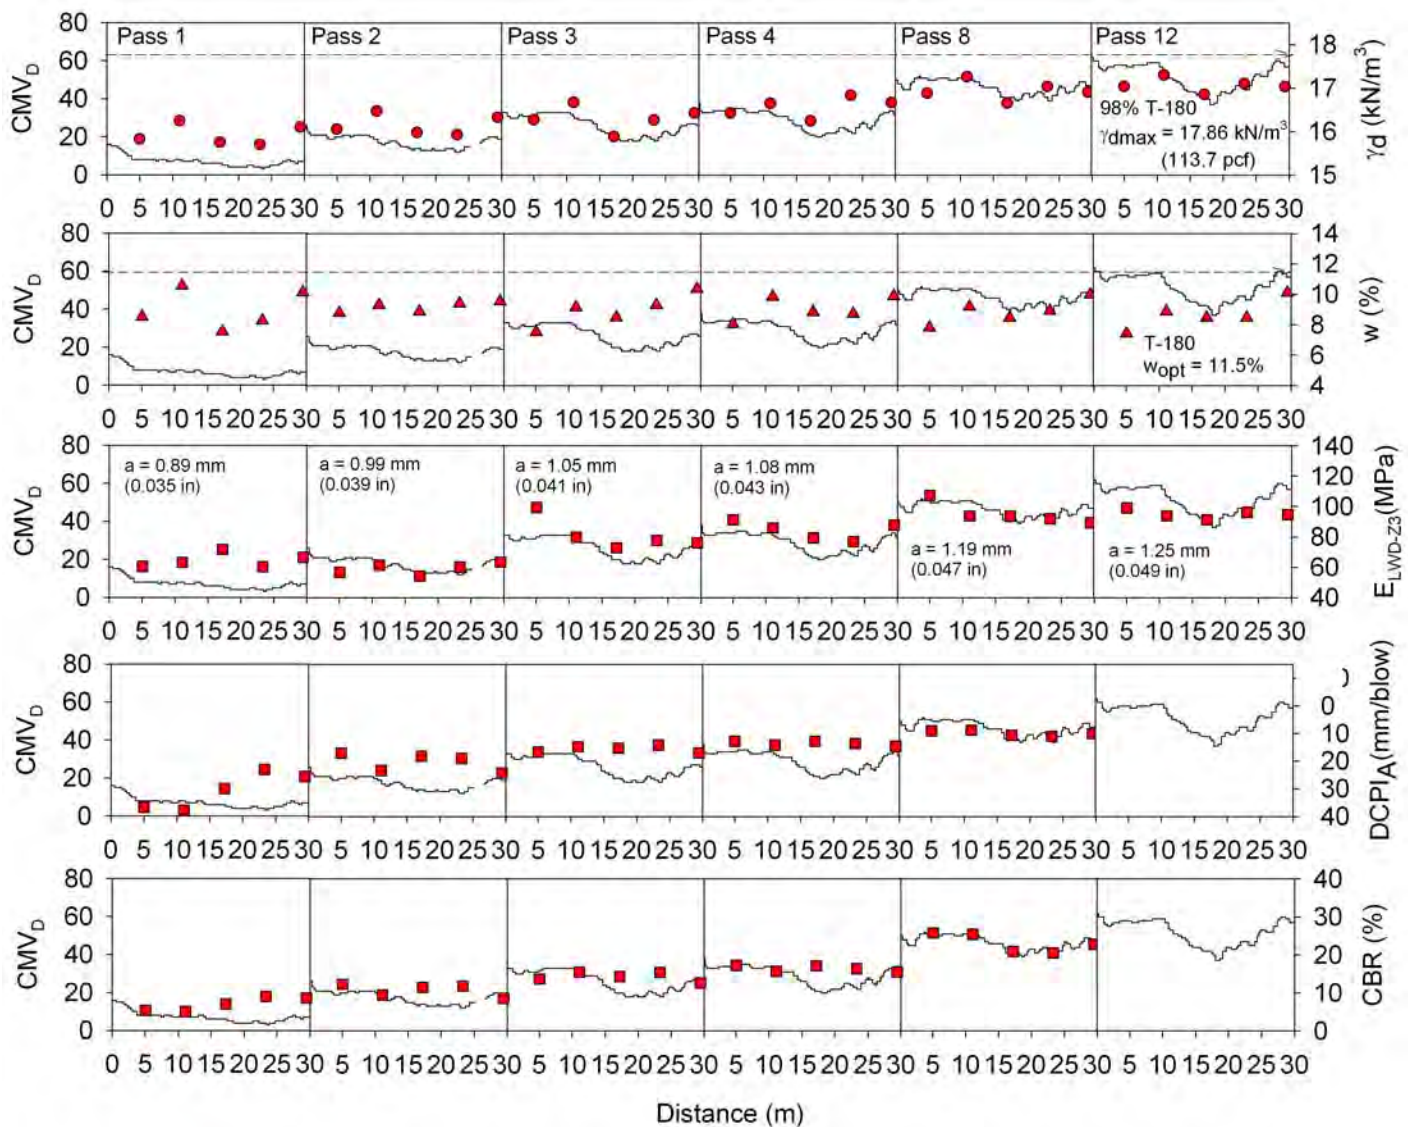 80
60
40
20
0
CMVD
Pass 1
Pass 2
Pass 3
Pass 4
Pass 8
Pass 12
98% T-180
γdmax = 17.86 kN/m³
(113.7 pcf)
18
17
16
15
γd (kN/m³)
0 5 10 15 20 25 30 5 10 15 20 25 30 5 10 15 20 25 30 5 10 15 20 25 30 5 10 15 20 25 30 5 10 15 20 25 30
80
60
40
20
0
CMVD
T-180
wopt = 11.5%
14
12
10
8
6
4
w (%)
0 5 10 15 20 25 30 5 10 15 20 25 30 5 10 15 20 25 30 5 10 15 20 25 30 5 10 15 20 25 30 5 10 15 20 25 30
80
60
40
20
0
CMVD
a = 0.89 mm
(0.035 in)
a = 0.99 mm
(0.039 in)
a = 1.05 mm
(0.041 in)
a = 1.08 mm
(0.043 in)
a = 1.19 mm
(0.047 in)
a = 1.25 mm
(0.049 in)
140
120
100
80
60
40
ELWD-Z3(MPa)
0 5 10 15 20 25 30 5 10 15 20 25 30 5 10 15 20 25 30 5 10 15 20 25 30 5 10 15 20 25 30 5 10 15 20 25 30
80
60
40
20
0
CMVD
0
10
20
30
40
DCPIA(mm/blow)
0 5 10 15 20 25 30 5 10 15 20 25 30 5 10 15 20 25 30 5 10 15 20 25 30 5 10 15 20 25 30 5 10 15 20 25 30
80
60
40
20
0
CMVD
40
30
20
10
0
CBR (%)
0 5 10 15 20 25 30 5 10 15 20 25 30 5 10 15 20 25 30 5 10 15 20 25 30 5 10 15 20 25 30 5 10 15 20 25 30
Distance (m)